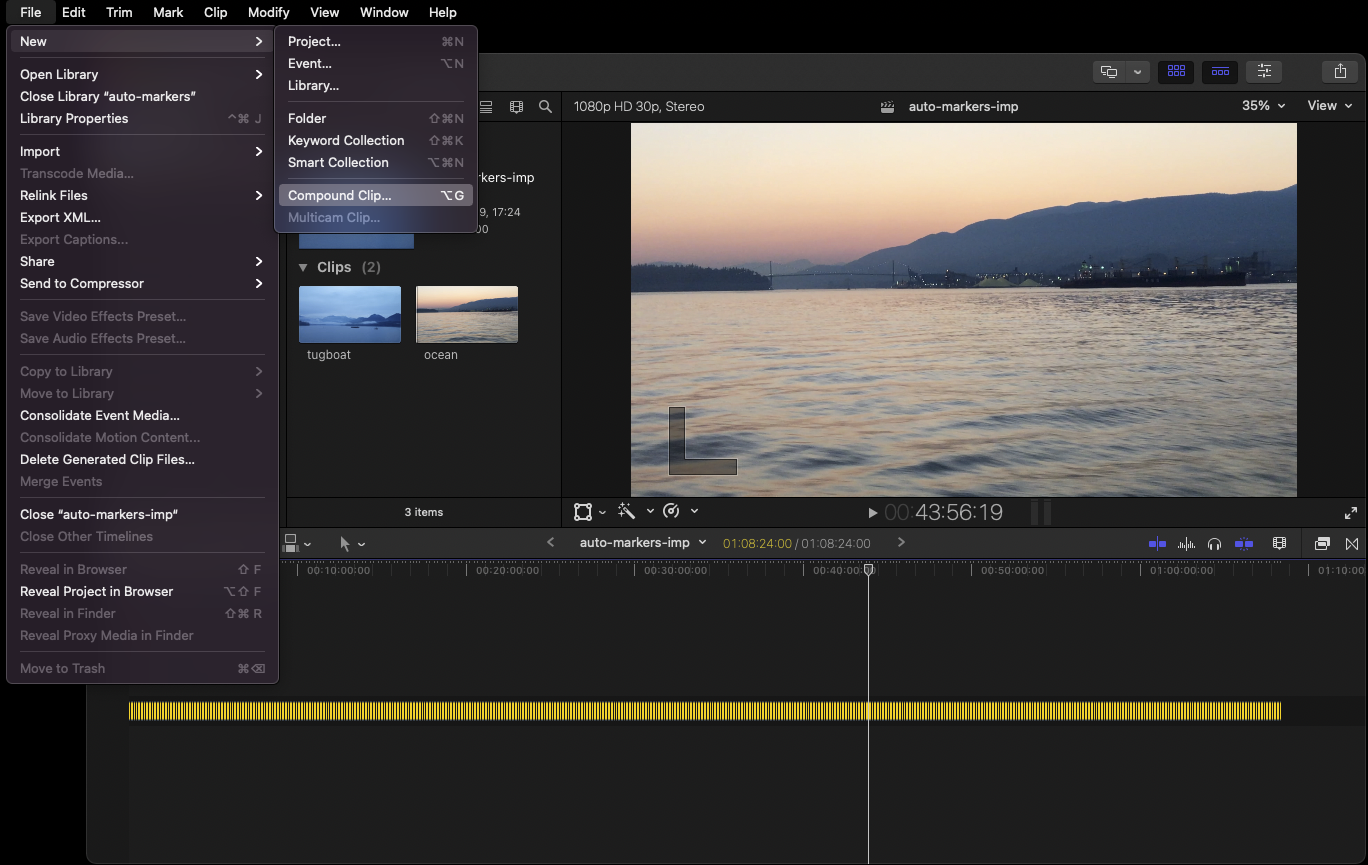 File Edit Trim Mark Clip Modify View Window Help
New
Open Library
Close Library “auto-markers”
Library Properties ⌃⌘ J
Import
Transcode Media...
Relink Files
Export XML...
Export Captions...
Share
Send to Compressor
Save Video Effects Preset...
Save Audio Effects Preset...
Copy to Library
Move to Library
Consolidate Event Media...
Consolidate Motion Content...
Delete Generated Clip Files...
Merge Events
Close “auto-markers-imp”
Close Other Timelines
Reveal in Browser ⇧ F
Reveal Project in Browser ⌥⇧ F
Reveal in Finder ⇧⌘ R
Reveal Proxy Media in Finder
Move to Trash ⌘⌫
Project... ⌘N
Event... ⌥N
Library...
Folder ⇧⌘N
Keyword Collection ⇧⌘K
Smart Collection ⌥⌘N
Compound Clip... ⌥G
Multicam Clip...
1080p HD 30p, Stereo
auto-markers-imp
35%
View
rkers-imp
9, 17:24
00
Clips (2)
tugboat
ocean
3 items
00:43:56:19
auto-markers-imp
01:08:24:00 / 01:08:24:00
00:10:00:00
00:20:00:00
00:30:00:00
00:40:00:00
00:50:00:00
01:00:00:00
01:10:00